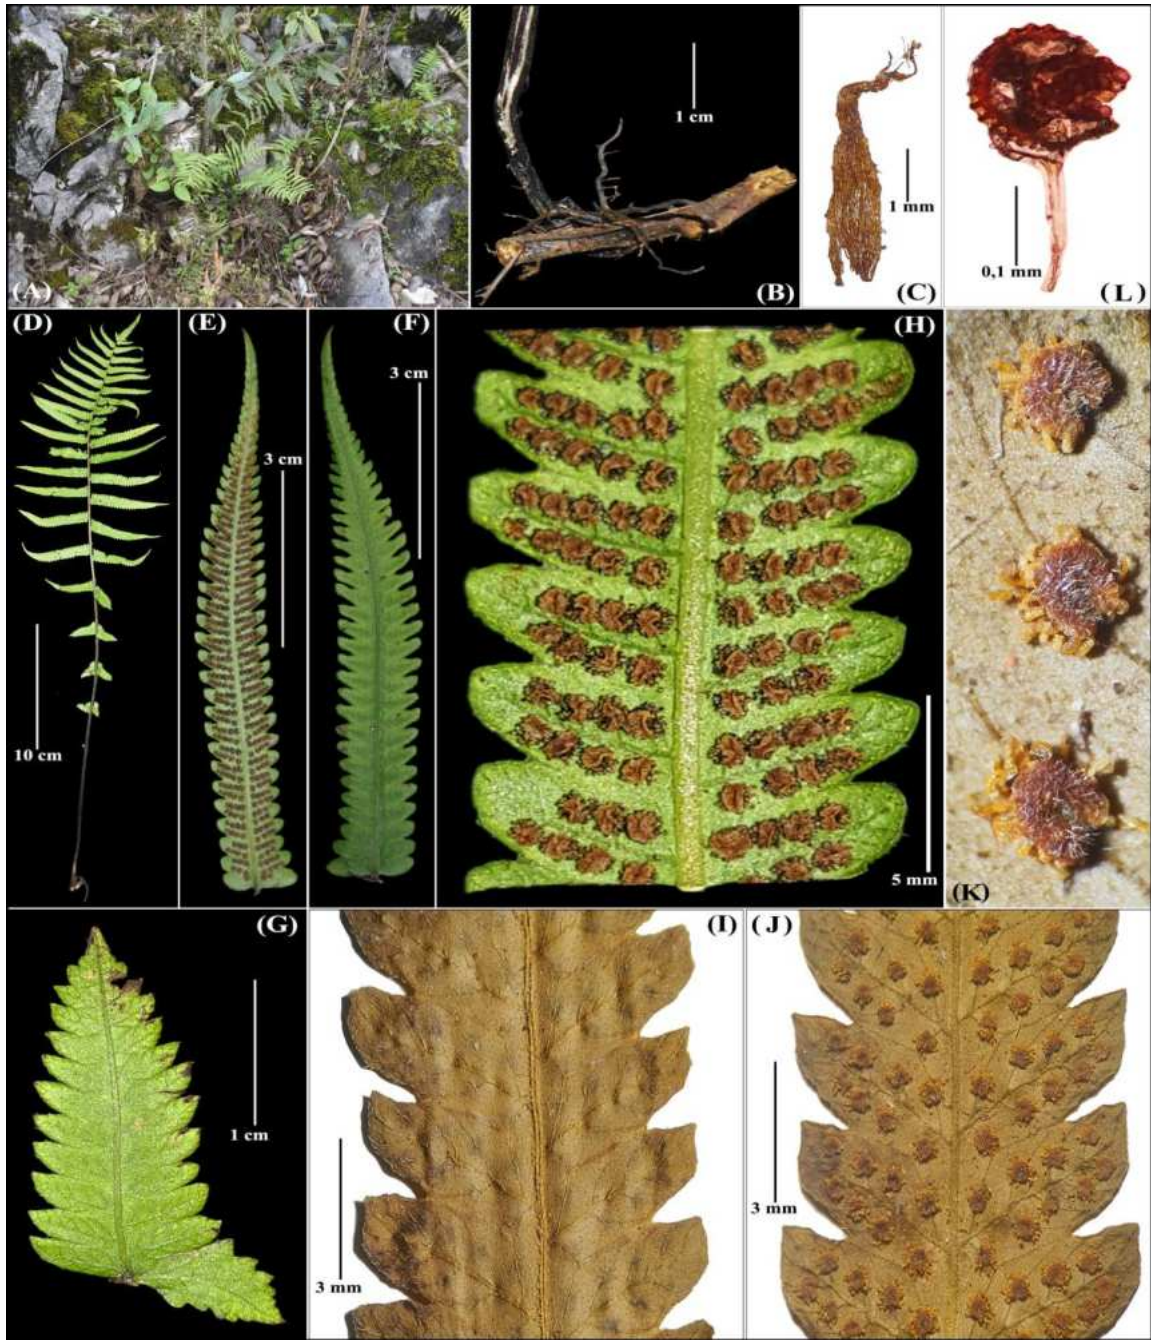 (A)
1 cm
(B)
1 mm
(C)
0,1 mm
(L)
(D)
10 cm
(E)
3 cm
(F)
3 cm
(H)
5 mm
(K)
(G)
1 cm
(I)
3 mm
(J)
3 mm